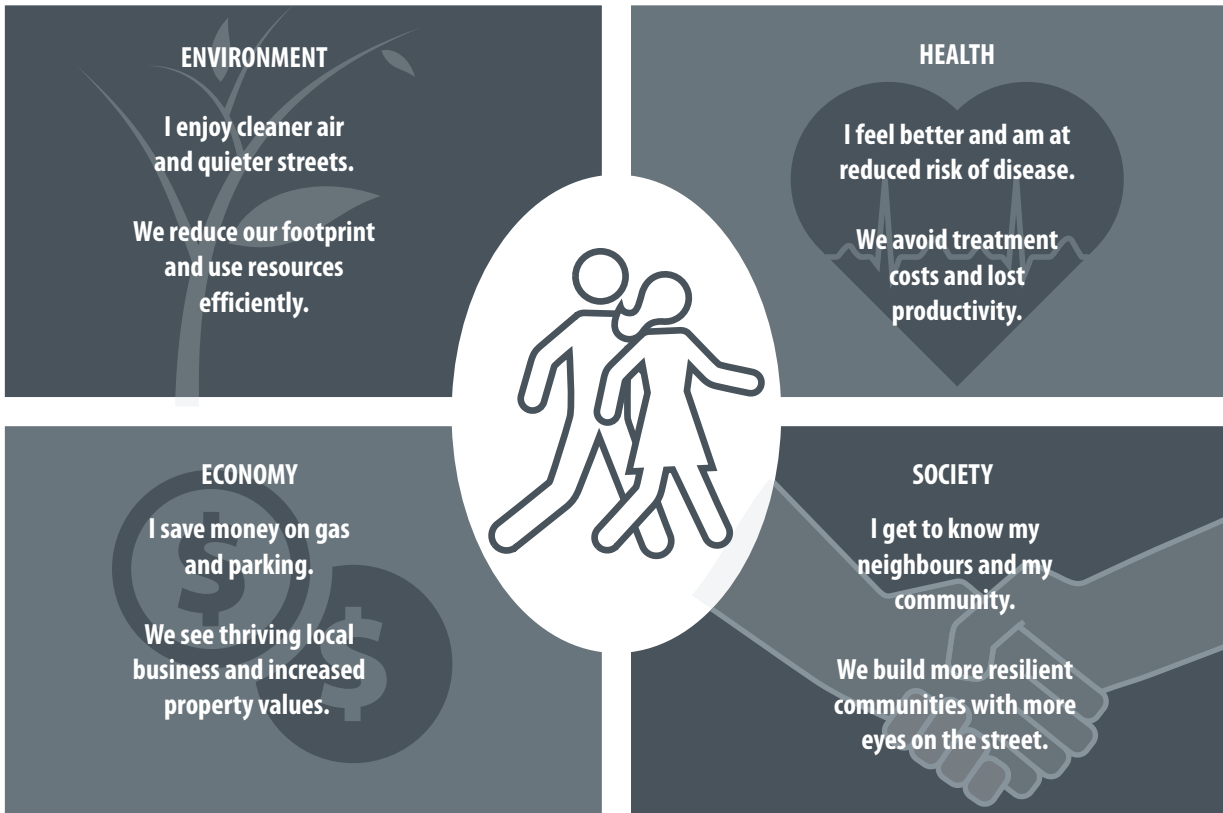 ENVIRONMENT
I enjoy cleaner air
and quieter streets.
We reduce our footprint
and use resources
efficiently.
HEALTH
I feel better and am at
reduced risk of disease.
We avoid treatment
costs and lost
productivity.
ECONOMY
I save money on gas
and parking.
We see thriving local
business and increased
property values.
SOCIETY
I get to know my
neighbours and my
community.
We build more resilient
communities with more
eyes on the street.
$
$